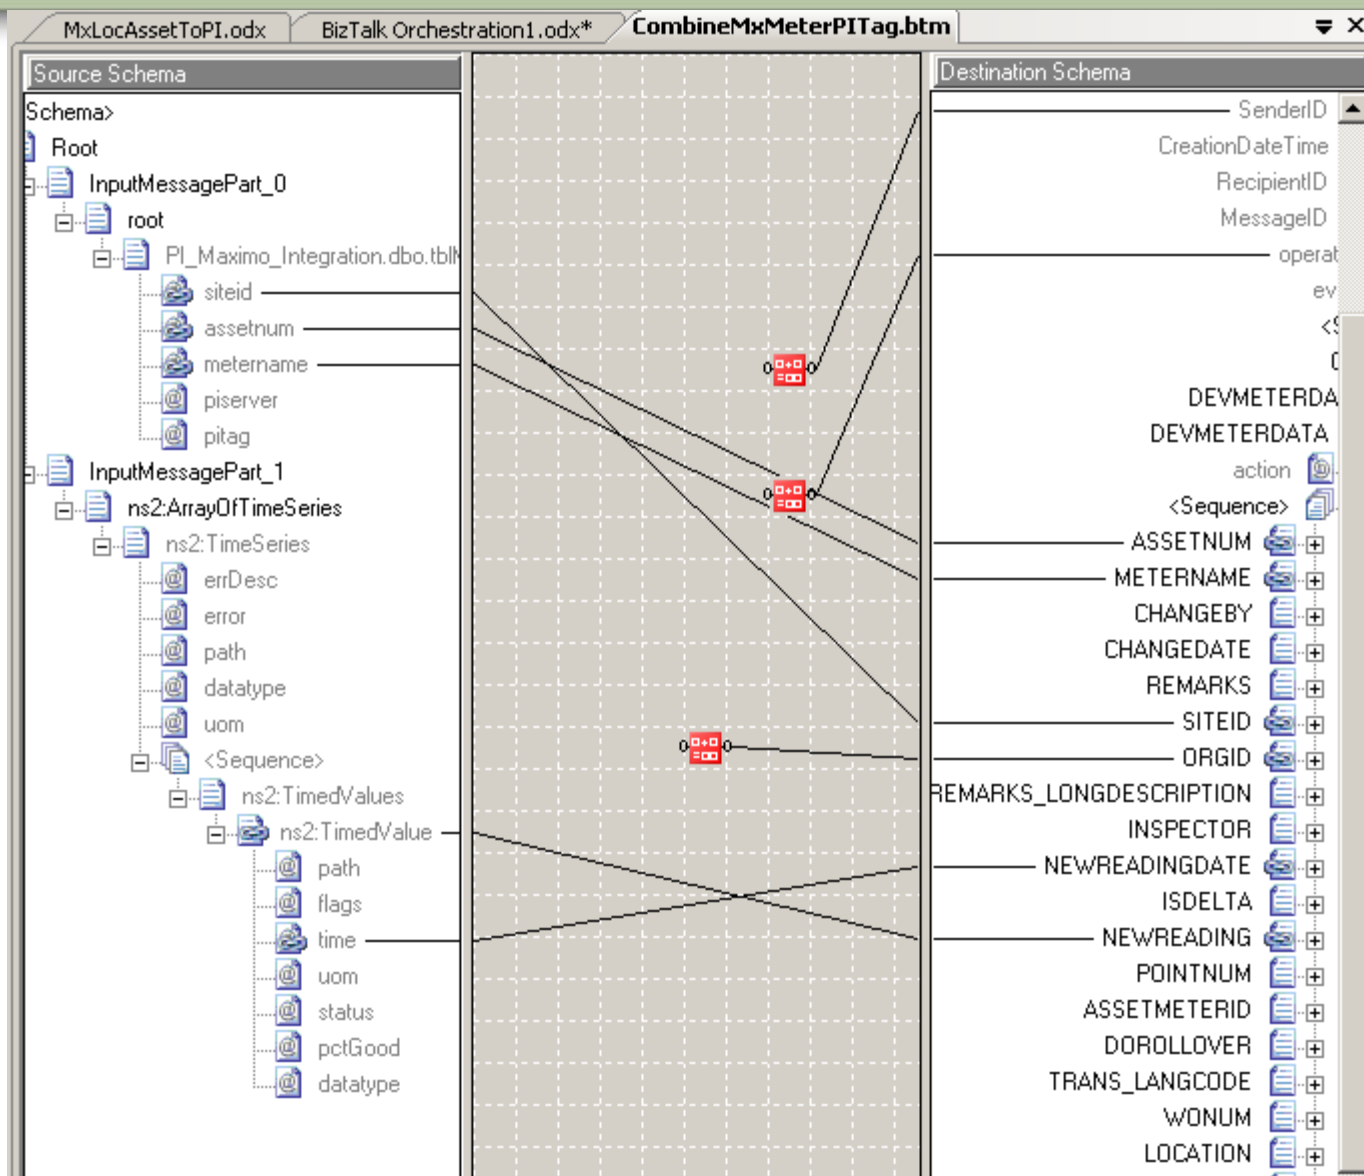 MxLocAssetToPI.odx
BizTalk Orchestration1.odx*
CombineMxMeterPITag.btm
Source Schema
Schema>
Root
InputMessagePart_0
root
PI_Maximo_Integration.dbo.tbl
siteid
assetnum
metername
piserver
pitag
InputMessagePart_1
ns2:ArrayOfTimeSeries
ns2:TimeSeries
errDesc
error
path
datatype
uom
<Sequence>
ns2:TimedValues
ns2:TimedValue
path
flags
time
uom
status
pctGood
datatype
Destination Schema
SenderID
CreationDateTime
RecipientID
MessageID
operat
ev
<S
DEVMETERDA
DEVMETERDATA
action
<Sequence>
ASSETNUM
METERNAME
CHANGEBY
CHANGEDATE
REMARKS
SITEID
ORGID
REMARKS_LONGDESCRIPTION
INSPECTOR
NEWREADINGDATE
ISDELTA
NEWREADING
POINTNUM
ASSETMETERID
DOROLLOVER
TRANS_LANGCODE
WONUM
LOCATION